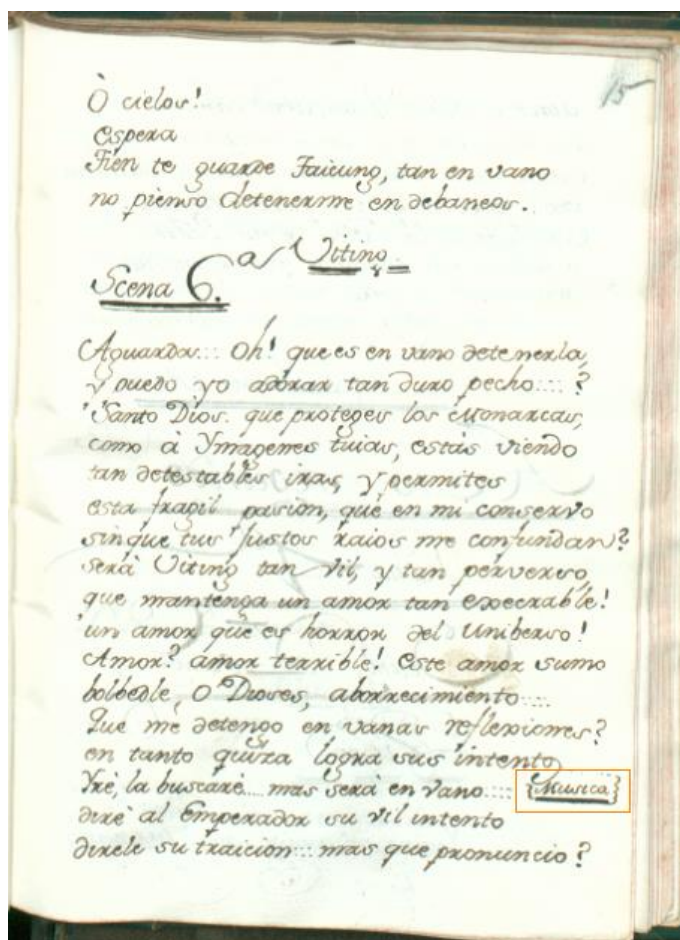 15
Ò cielos!
espera
Tien te guarde Taicung, tan en vano
no pienso detenerme en debaneos.
a Vitino
Scena 6.
Aguarda... Oh! que es en vano detenerla,
y puedo yo adorar tan duro pecho....?
Santo Dios. que proteges los Monarcas,
como à Ymagenes tuias, estàs viendo
tan detestables iras, y permites
esta fragil pasion, que en mi conservo
sin que tus justos raios me confundan?
serà Vitino tan vil, y tan perverso,
que mantenga un amor tan execrable!
un amor que es horror del Uniberso!
Amor? amor terrible! este amor sumo
bolbedle, O Dioses, aborrecimiento....
Que me detengo en vanas reflexiones?
en tanto quiza logra sus intento
Yrè, la buscarè.... mas serà en vano.... {Musica}
dirè al Emperador su vil intento
direle su traicion... mas que pronuncio?